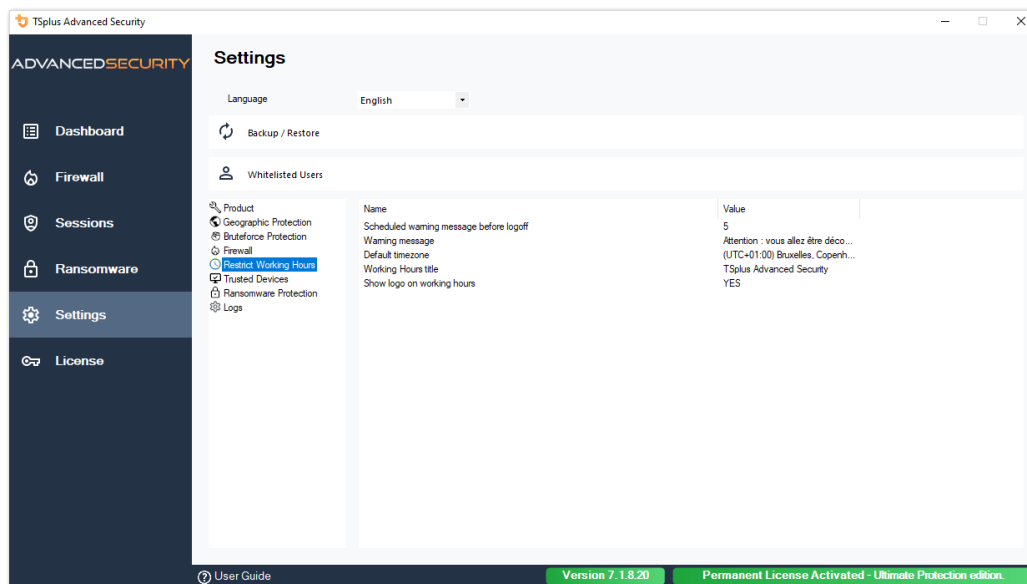 TSplus Advanced Security
ADVANCEDSECURITY
Settings
Language English
Dashboard
Backup / Restore
Firewall
Whitelisted Users
Sessions
Ransomware
Settings
License
Product
Geographic Protection
Bruteforce Protection
Firewall
Restrict Working Hours
Trusted Devices
Ransomware Protection
Logs
Name Value
Scheduled warning message before logoff 5
Warning message Attention : vous allez être déco...
Default timezone (UTC+01:00) Bruxelles, Copenh...
Working Hours title TSplus Advanced Security
Show logo on working hours YES
User Guide
Version 7.1.8.20
Permanent License Activated - Ultimate Protection edition.